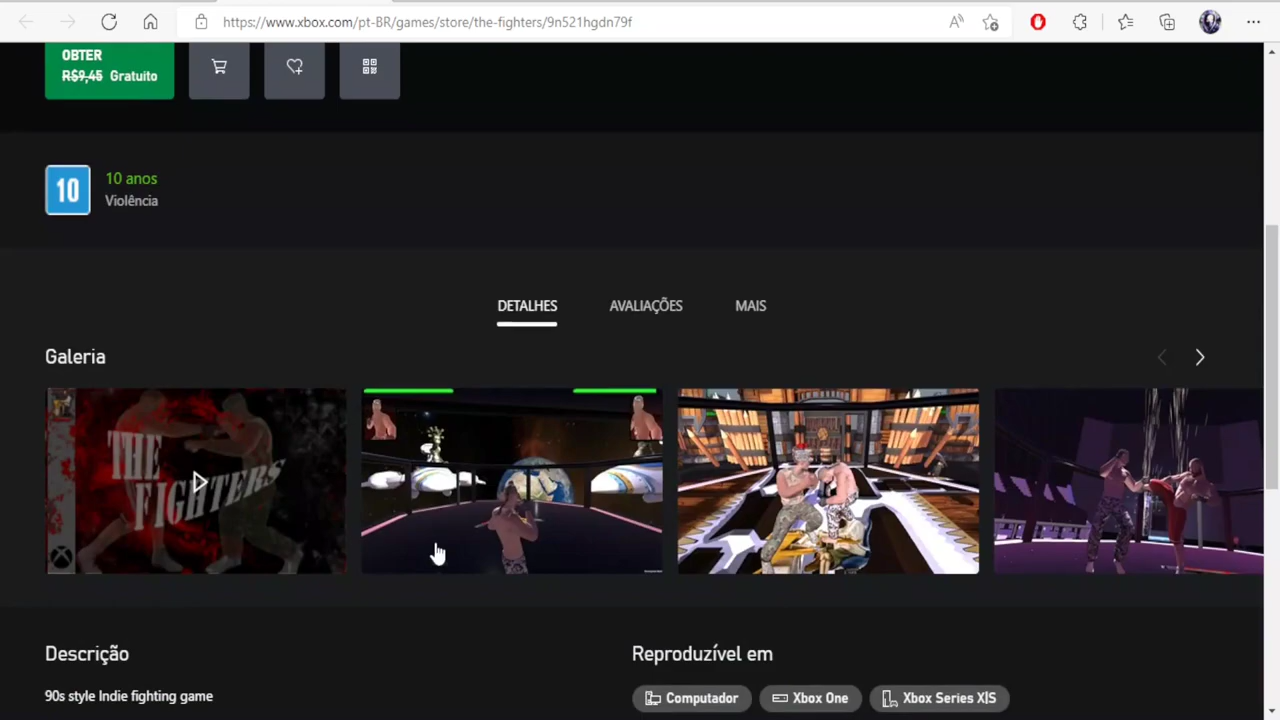 https://www.xbox.com/pt-BR/games/store/the-fighters/9n521hgdn79f
OBTER
R$9,45 Gratuito
10
10 anos
Violência
DETALHES
AVALIAÇÕES
MAIS
Galeria
THE
FIGHTERS
Descrição
90s style Indie fighting game
Reproduzível em
Computador
Xbox One
Xbox Series X|S